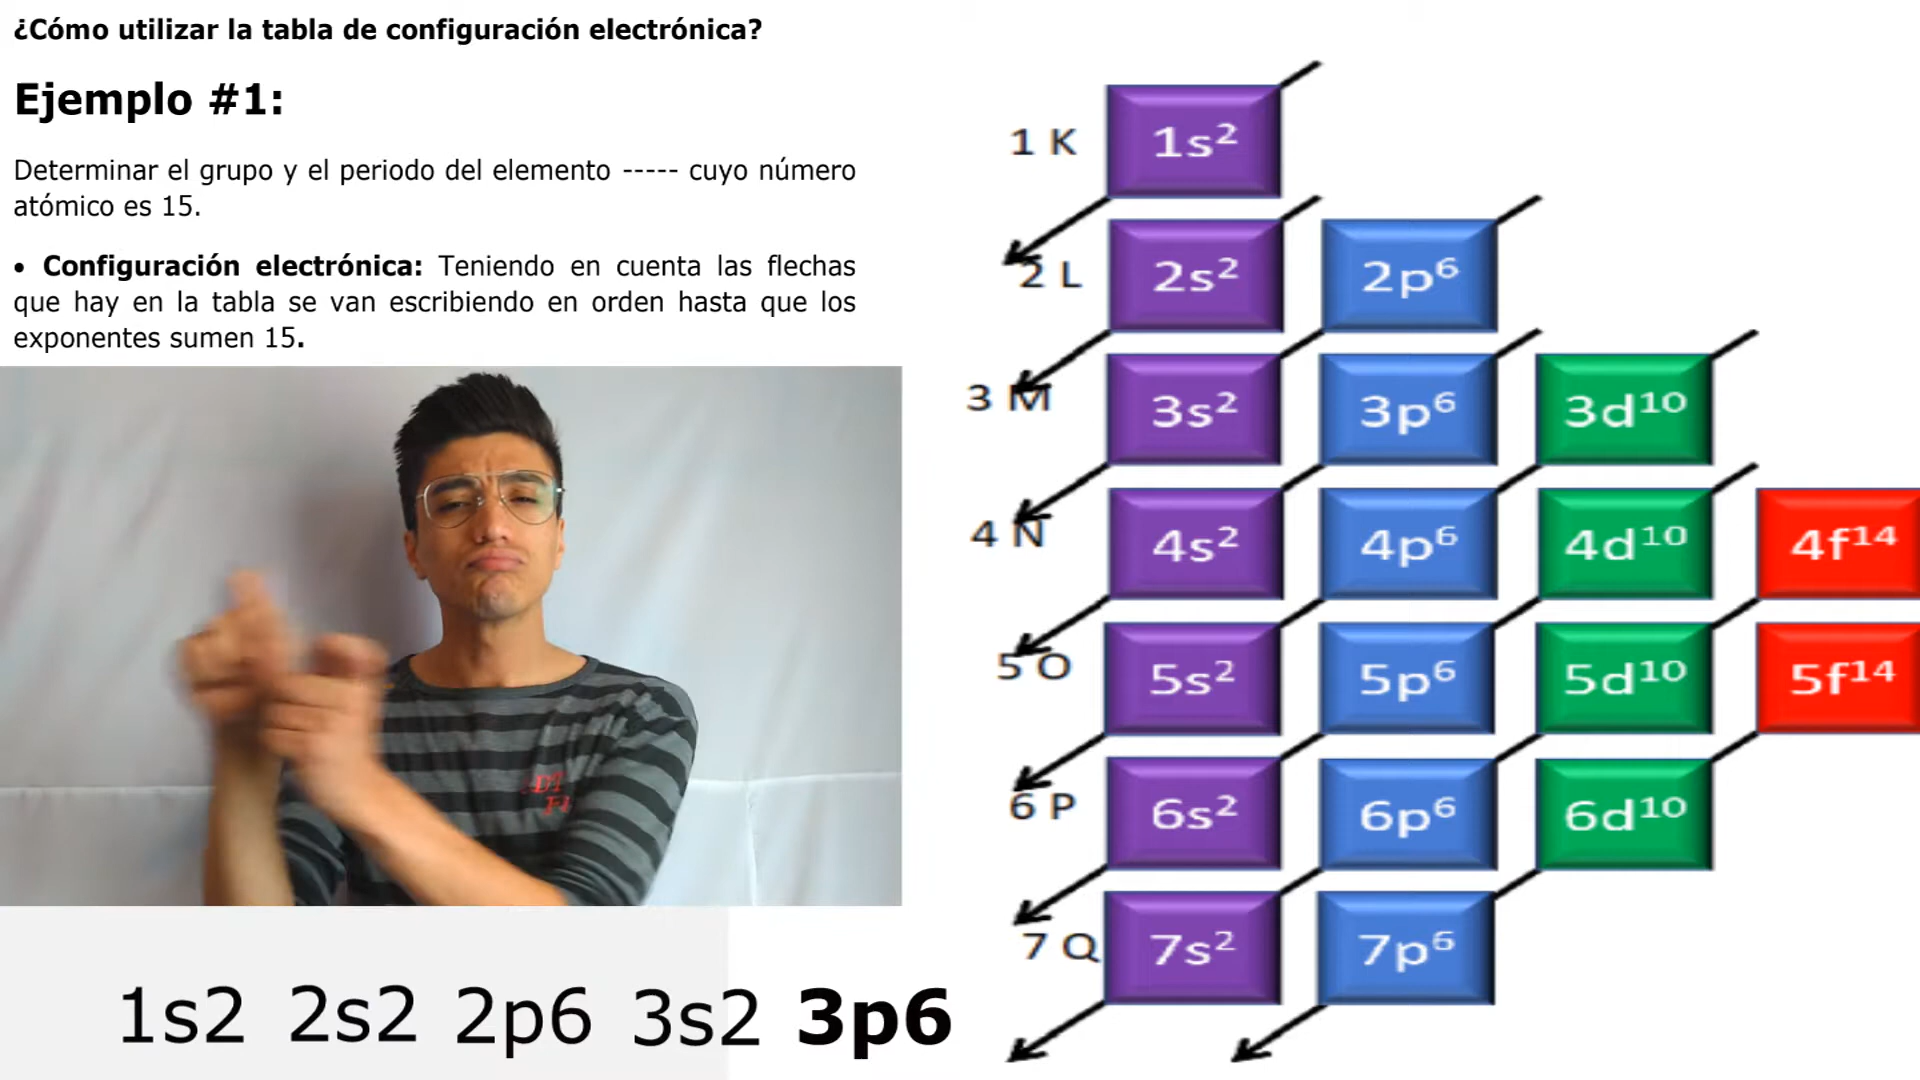 ¿Cómo utilizar la tabla de configuración electrónica?
Ejemplo #1:
Determinar el grupo y el periodo del elemento ----- cuyo número
atómico es 15.
• Configuración electrónica: Teniendo en cuenta las flechas
que hay en la tabla se van escribiendo en orden hasta que los
exponentes sumen 15.
1s2 2s2 2p6 3s2 3p6
1 K 1s²
2 L 2s² 2p⁶
3 M 3s² 3p⁶ 3d¹⁰
4 N 4s² 4p⁶ 4d¹⁰ 4f¹⁴
5 O 5s² 5p⁶ 5d¹⁰ 5f¹⁴
6 P 6s² 6p⁶ 6d¹⁰
7 Q 7s² 7p⁶